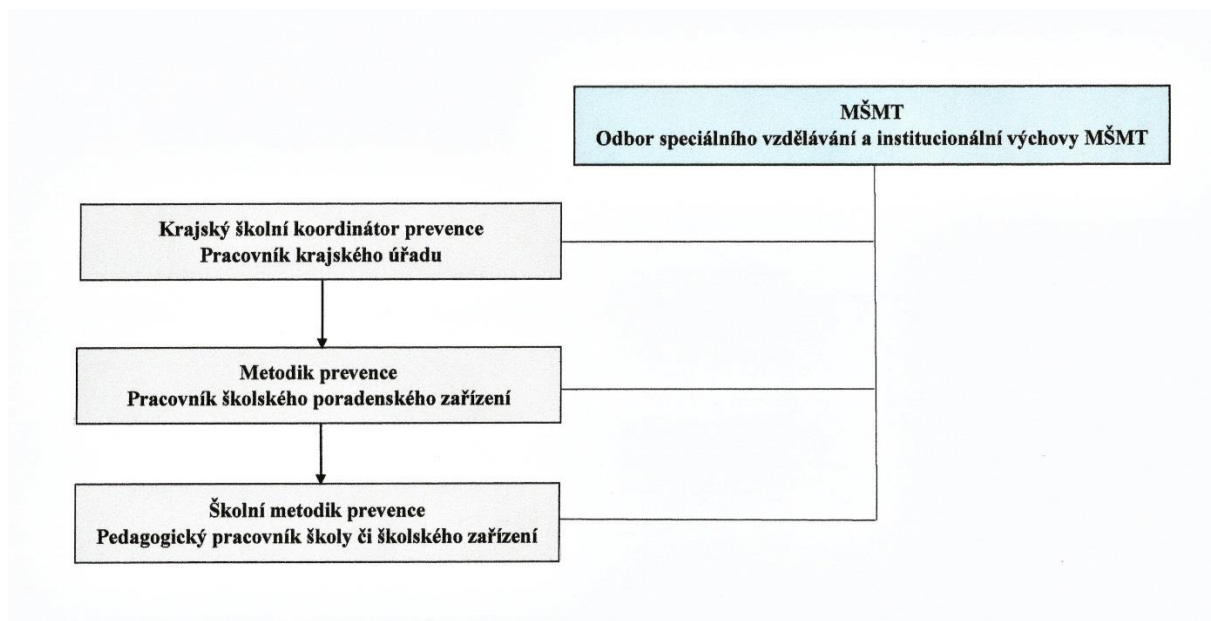 MŠMT
Odbor speciálního vzdělávání a institucionální výchovy MŠMT
Krajský školní koordinátor prevence
Pracovník krajského úřadu
Metodik prevence
Pracovník školského poradenského zařízení
Školní metodik prevence
Pedagogický pracovník školy či školského zařízení